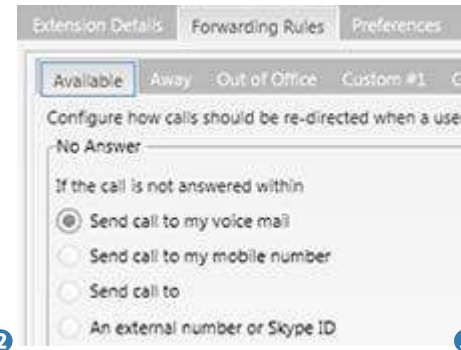 Extension Details Forwarding Rules Preferences
Available Away Out of Office Custom #1
Configure how calls should be re-directed when a use
No Answer
If the call is not answered within
Send call to my voice mail
Send call to my mobile number
Send call to
An external number or Skype ID
2